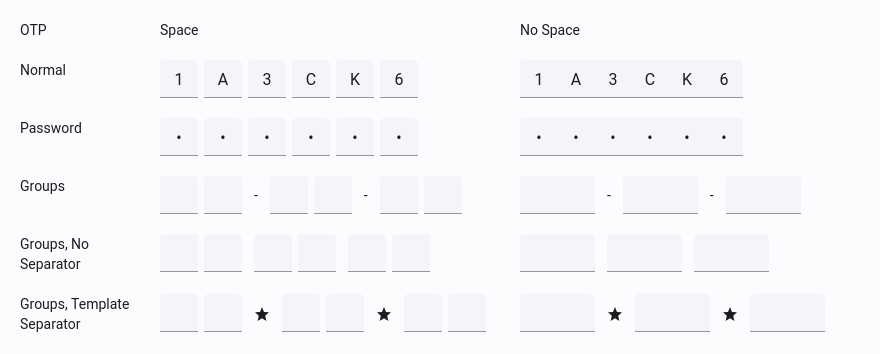 OTP Space No Space
Normal 1 A 3 C K 6 1 A 3 C K 6
Password • • • • • • • • • • • •
Groups - - - -
Groups, No
Separator
Groups, Template
Separator ★ ★ ★ ★